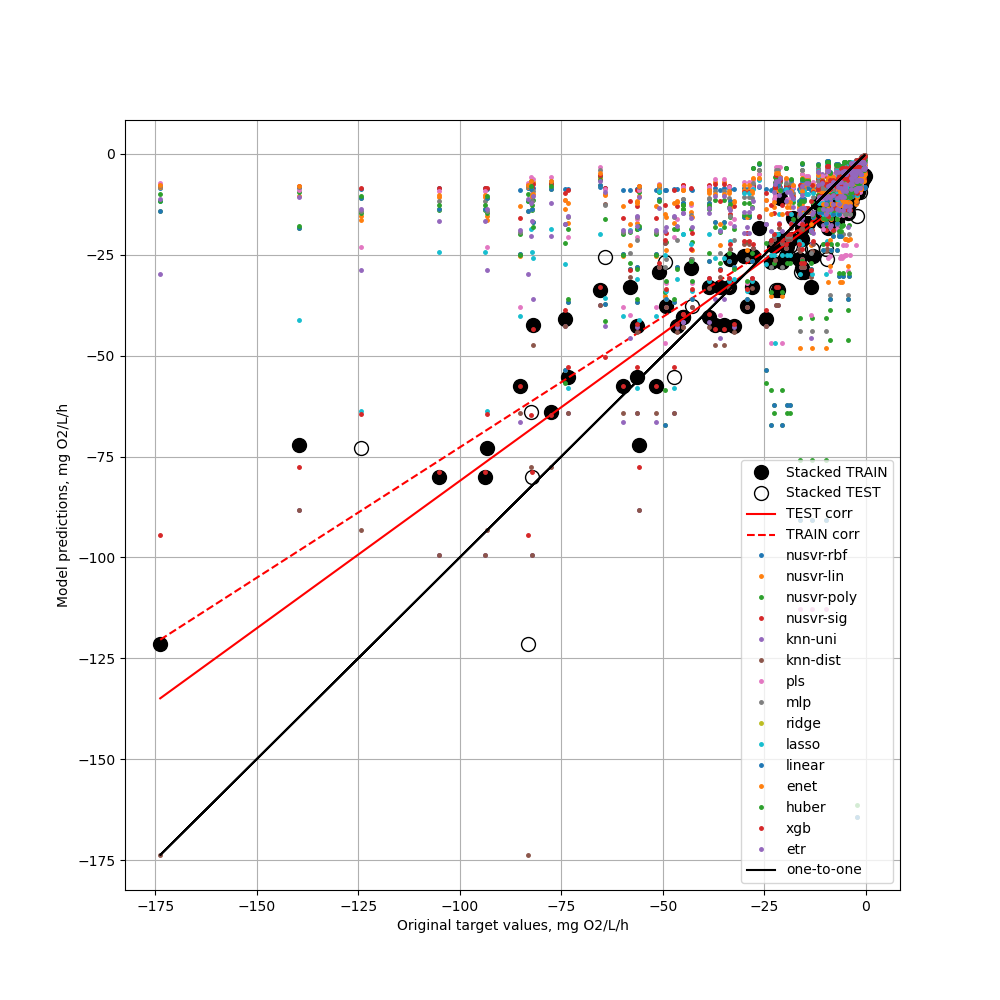 0
−25
−50
−75
−100
−125
−150
−175
Model predictions, mg O2/L/h
−175 −150 −125 −100 −75 −50 −25 0
Original target values, mg O2/L/h
Stacked TRAIN
Stacked TEST
TEST corr
TRAIN corr
nusvr-rbf
nusvr-lin
nusvr-poly
nusvr-sig
knn-uni
knn-dist
pls
mlp
ridge
lasso
linear
enet
huber
xgb
etr
one-to-one